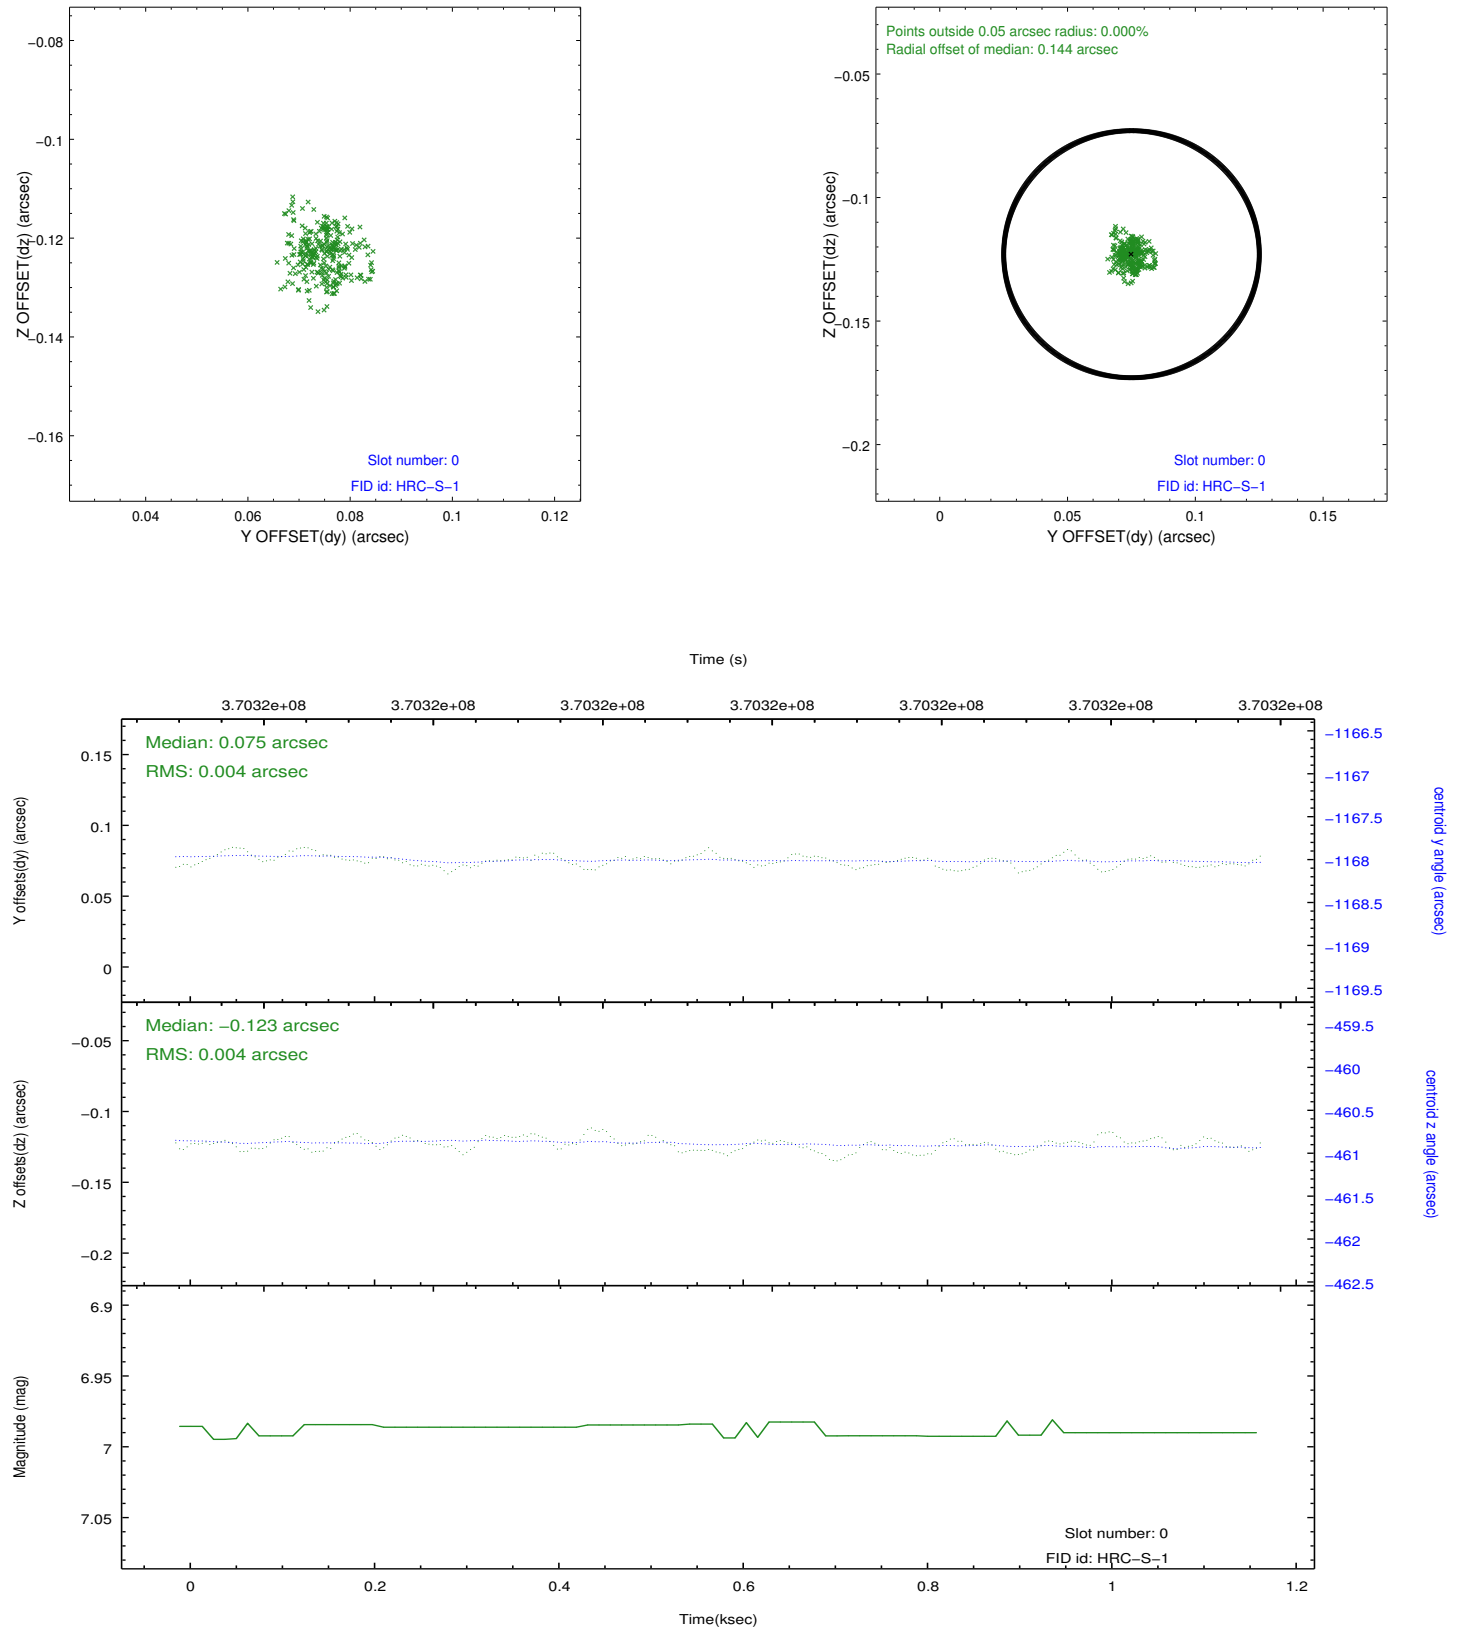 −0.08
−0.1
−0.12
−0.14
−0.16
Z OFFSET(dz) (arcsec)
Slot number: 0
FID id: HRC−S−1
0.04 0.06 0.08 0.1 0.12
Y OFFSET(dy) (arcsec)
Points outside 0.05 arcsec radius: 0.000%
Radial offset of median: 0.144 arcsec
−0.05
−0.1
−0.15
−0.2
Z OFFSET(dz) (arcsec)
Slot number: 0
FID id: HRC−S−1
0 0.05 0.1 0.15
Y OFFSET(dy) (arcsec)
Time (s)
3.7032e+08 3.7032e+08 3.7032e+08 3.7032e+08 3.7032e+08 3.7032e+08 3.7032e+08
Median: 0.075 arcsec
RMS: 0.004 arcsec
0.15
0.1
0.05
0
Y offsets(dy) (arcsec)
−1166.5
−1167
−1167.5
−1168
−1168.5
−1169
−1169.5
centroid y angle (arcsec)
Median: −0.123 arcsec
RMS: 0.004 arcsec
−0.05
−0.1
−0.15
−0.2
Z offsets(dz) (arcsec)
−459.5
−460
−460.5
−461
−461.5
−462
−462.5
centroid z angle (arcsec)
6.9
6.95
7
7.05
Magnitude (mag)
Slot number: 0
FID id: HRC−S−1
0 0.2 0.4 0.6 0.8 1 1.2
Time(ksec)